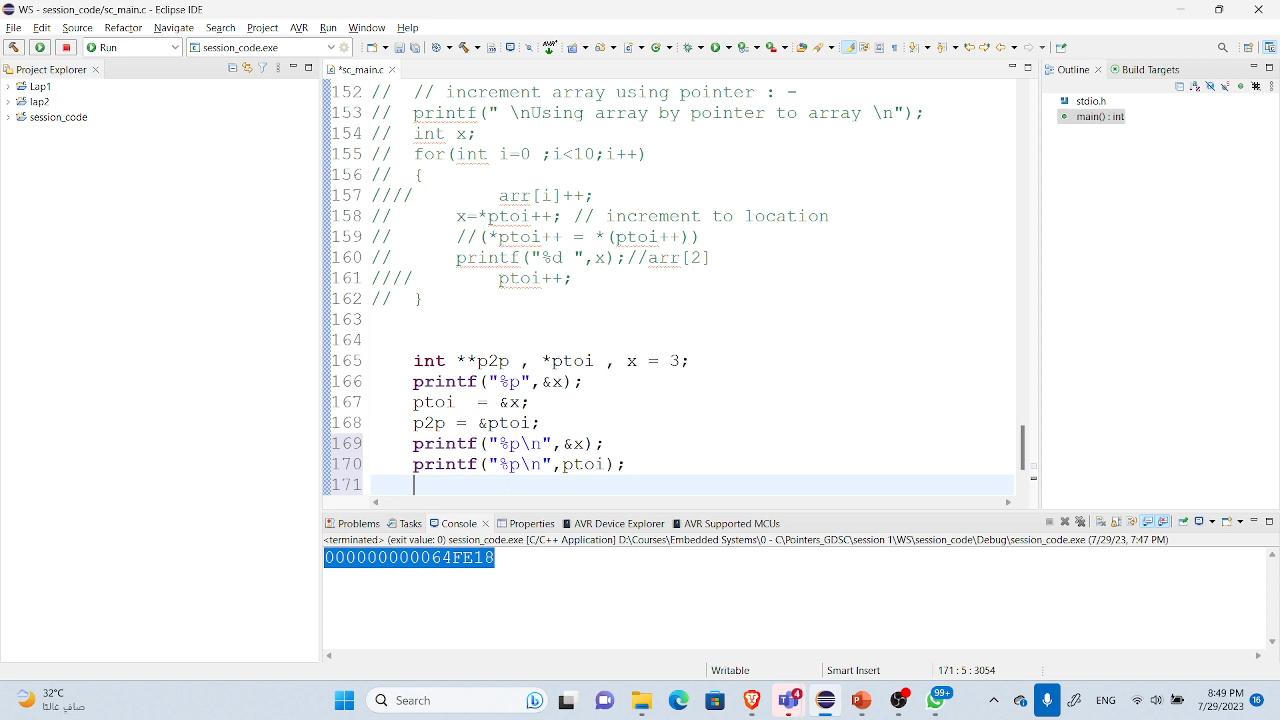 WS - session_code/sc_main.c - Eclipse IDE
File Edit Source Refactor Navigate Search Project AVR Run Window Help
Run
session_code.exe
Project Explorer
Lap1
lap2
session_code
*sc_main.c
152 // // increment array using pointer : -
153 // printf(" \nUsing array by pointer to array \n");
154 // int x;
155 // for(int i=0 ;i<10;i++)
156 // {
157 //// arr[i]++;
158 // x=*ptoi++; // increment to location
159 // //(*ptoi++ = *(ptoi++))
160 // printf("%d ",x);//arr[2]
161 //// ptoi++;
162 // }
163
164
165 int **p2p , *ptoi , x = 3;
166 printf("%p",&x);
167 ptoi  = &x;
168 p2p = &ptoi;
169 printf("%p\n",&x);
170 printf("%p\n",ptoi);
171
Outline
Build Targets
stdio.h
main() : int
Problems Tasks Console Properties AVR Device Explorer AVR Supported MCUs
<terminated> (exit value: 0) session_code.exe [C/C++ Application] D:\Courses\Embedded Systems\0 - C\Pointers_GDSC\session 1\WS\session_code\Debug\session_code.exe (7/29/23, 7:47 PM)
000000000064FE18
Writable
Smart Insert
171 : 5 : 3054
32°C
صافي غالبًا
Search
4
99+
ENG
8:49 PM
7/29/2023
16